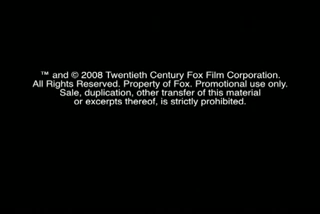 ™ and © 2008 Twentieth Century Fox Film Corporation.
All Rights Reserved. Property of Fox. Promotional use only.
Sale, duplication, other transfer of this material
or excerpts thereof, is strictly prohibited.